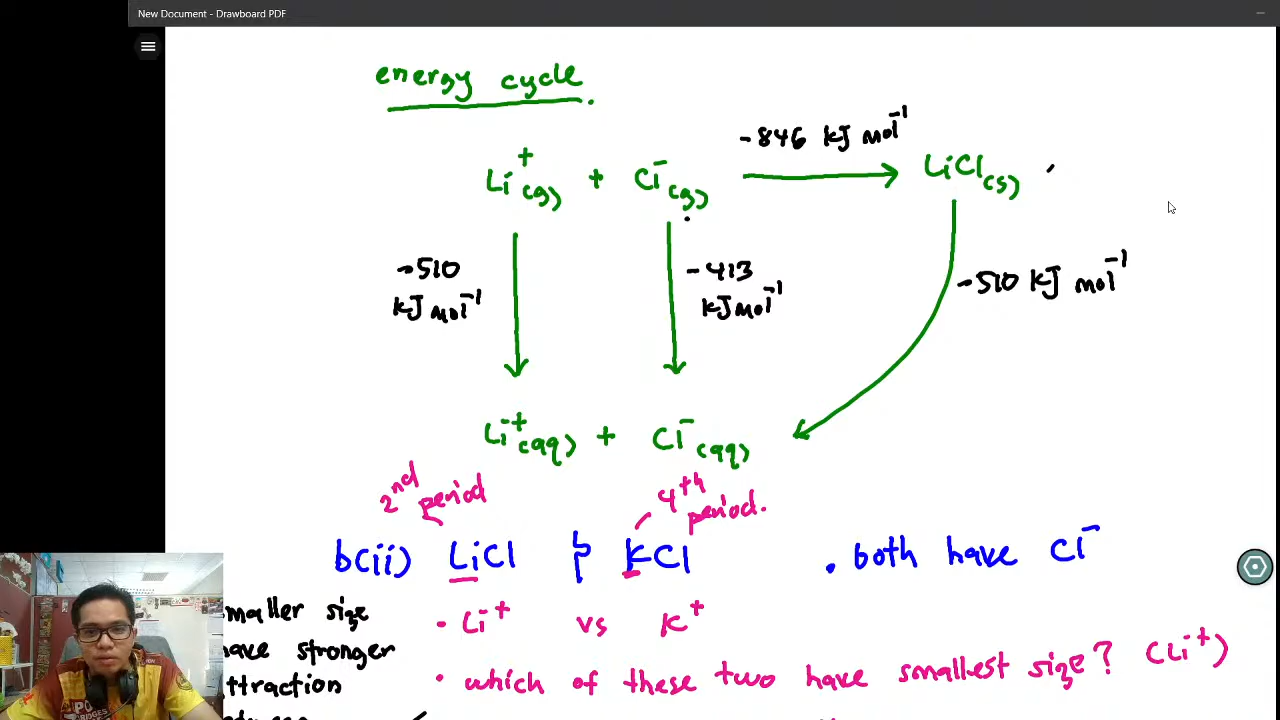 New Document - Drawboard PDF
energy cycle.
-846 kJ mol⁻¹
Li⁺(g) + Cl⁻(g) → LiCl(s)
-510 kJ mol⁻¹
-413 kJ mol⁻¹
-510 kJ mol⁻¹
Li⁺(aq) + Cl⁻(aq)
2nd period
4th period.
b(ii) LiCl & KCl . both have Cl⁻
smaller size
have stronger
attraction
• Li⁺ vs K⁺
• which of these two have smallest size? (Li⁺)